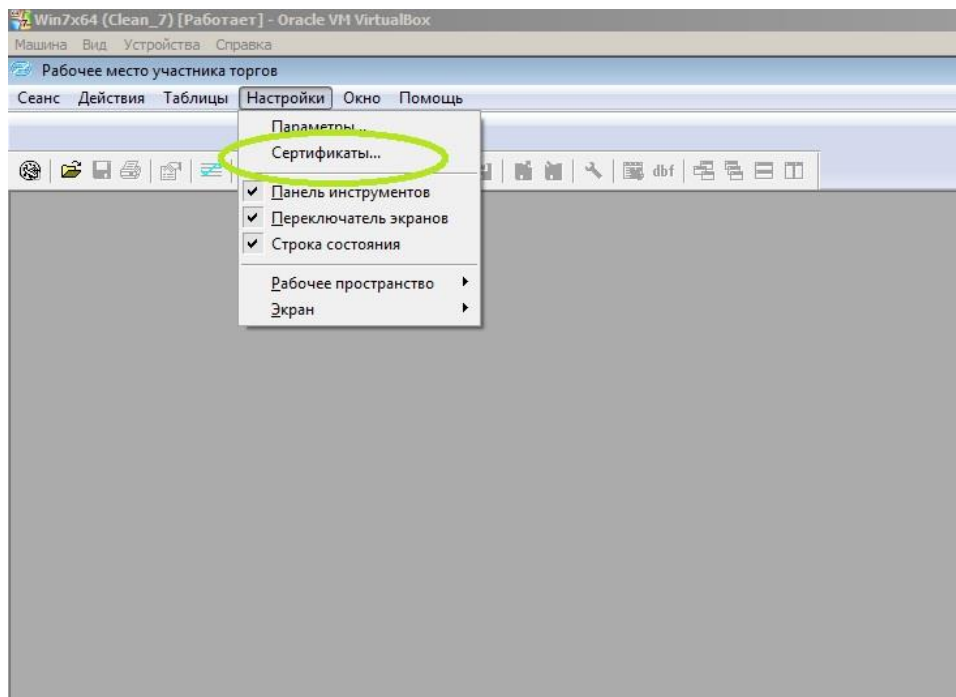 Win7x64 (Clean_7) [Работает] - Oracle VM VirtualBox
Машина Вид Устройства Справка
Рабочее место участника торгов
Сеанс Действия Таблицы Настройки Окно Помощь
Параметры...
Сертификаты...
dbf
Панель инструментов
Переключатель экранов
Строка состояния
Рабочее пространство
Экран